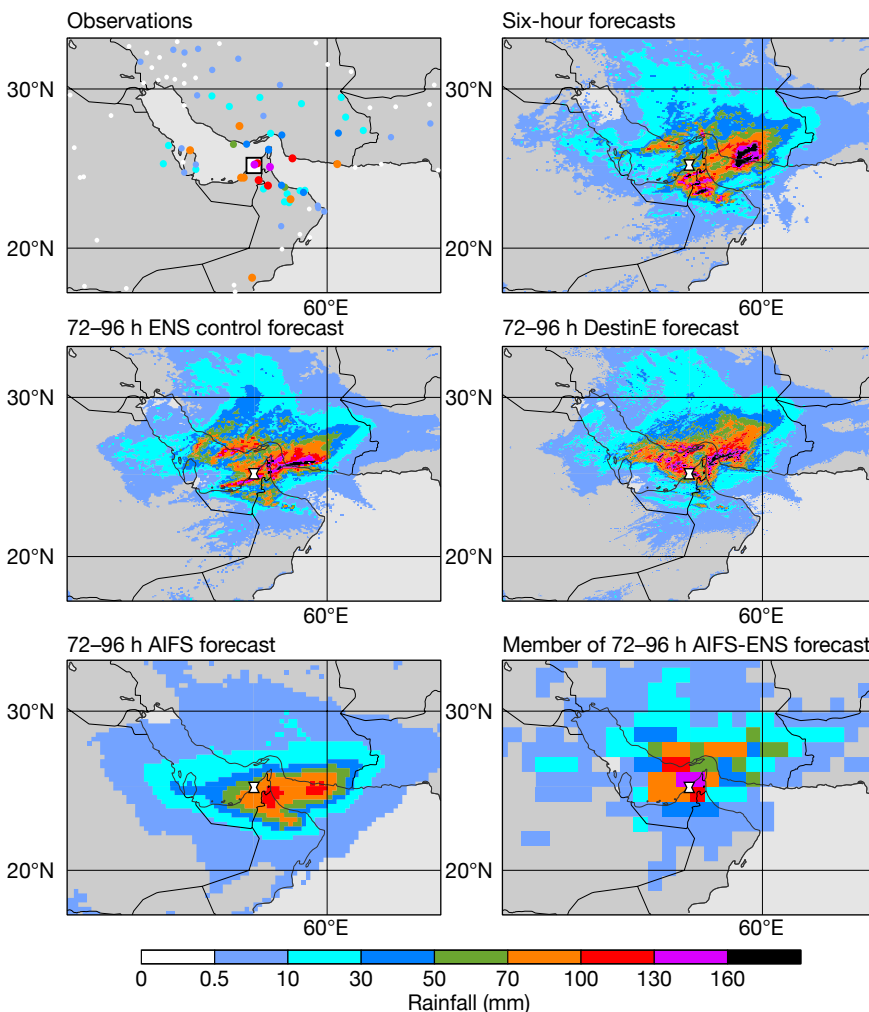 Observations
Six-hour forecasts
30°N
30°N
20°N
20°N
60°E
60°E
72–96 h ENS control forecast
72–96 h DestinE forecast
30°N
30°N
20°N
20°N
60°E
60°E
72–96 h AIFS forecast
Member of 72–96 h AIFS-ENS forecast
30°N
30°N
20°N
20°N
60°E
60°E
0 0.5 10 30 50 70 100 130 160
Rainfall (mm)